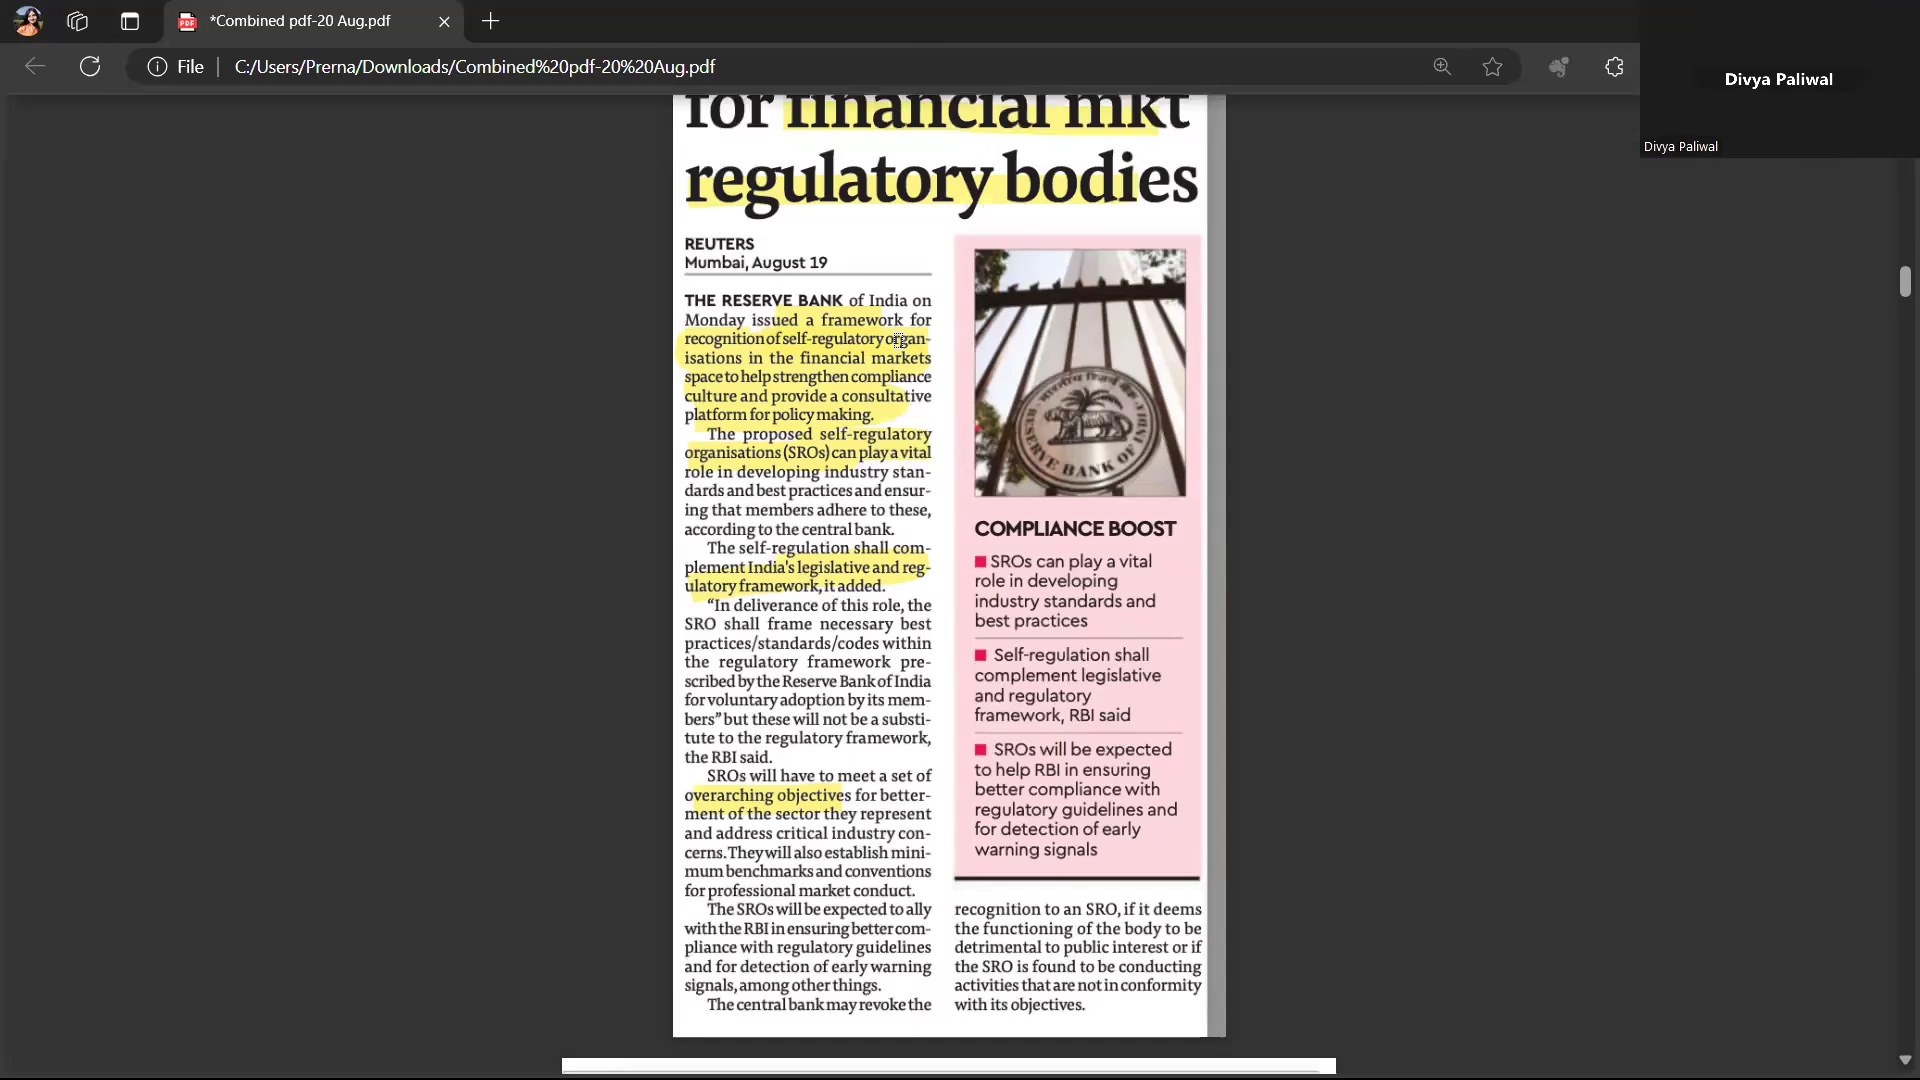 *Combined pdf-20 Aug.pdf
File
C:/Users/Prerna/Downloads/Combined%20pdf-20%20Aug.pdf
Divya Paliwal
Divya Paliwal
for financial mkt
regulatory bodies
REUTERS
Mumbai, August 19
THE RESERVE BANK of India on
Monday issued a framework for
recognition of self-regulatory organ-
isations in the financial markets
space to help strengthen compliance
culture and provide a consultative
platform for policy making.
The proposed self-regulatory
organisations (SROs) can play a vital
role in developing industry stan-
dards and best practices and ensur-
ing that members adhere to these,
according to the central bank.
The self-regulation shall com-
plement India's legislative and reg-
ulatory framework, it added.
“In deliverance of this role, the
SRO shall frame necessary best
practices/standards/codes within
the regulatory framework pre-
scribed by the Reserve Bank of India
for voluntary adoption by its mem-
bers” but these will not be a substi-
tute to the regulatory framework,
the RBI said.
SROs will have to meet a set of
overarching objectives for better-
ment of the sector they represent
and address critical industry con-
cerns. They will also establish mini-
mum benchmarks and conventions
for professional market conduct.
The SROs will be expected to ally
with the RBI in ensuring better com-
pliance with regulatory guidelines
and for detection of early warning
signals, among other things.
The central bank may revoke the
RESERVE BANK OF INDIA
COMPLIANCE BOOST
SROs can play a vital
role in developing
industry standards and
best practices
Self-regulation shall
complement legislative
and regulatory
framework, RBI said
SROs will be expected
to help RBI in ensuring
better compliance with
regulatory guidelines and
for detection of early
warning signals
recognition to an SRO, if it deems
the functioning of the body to be
detrimental to public interest or if
the SRO is found to be conducting
activities that are not in conformity
with its objectives.